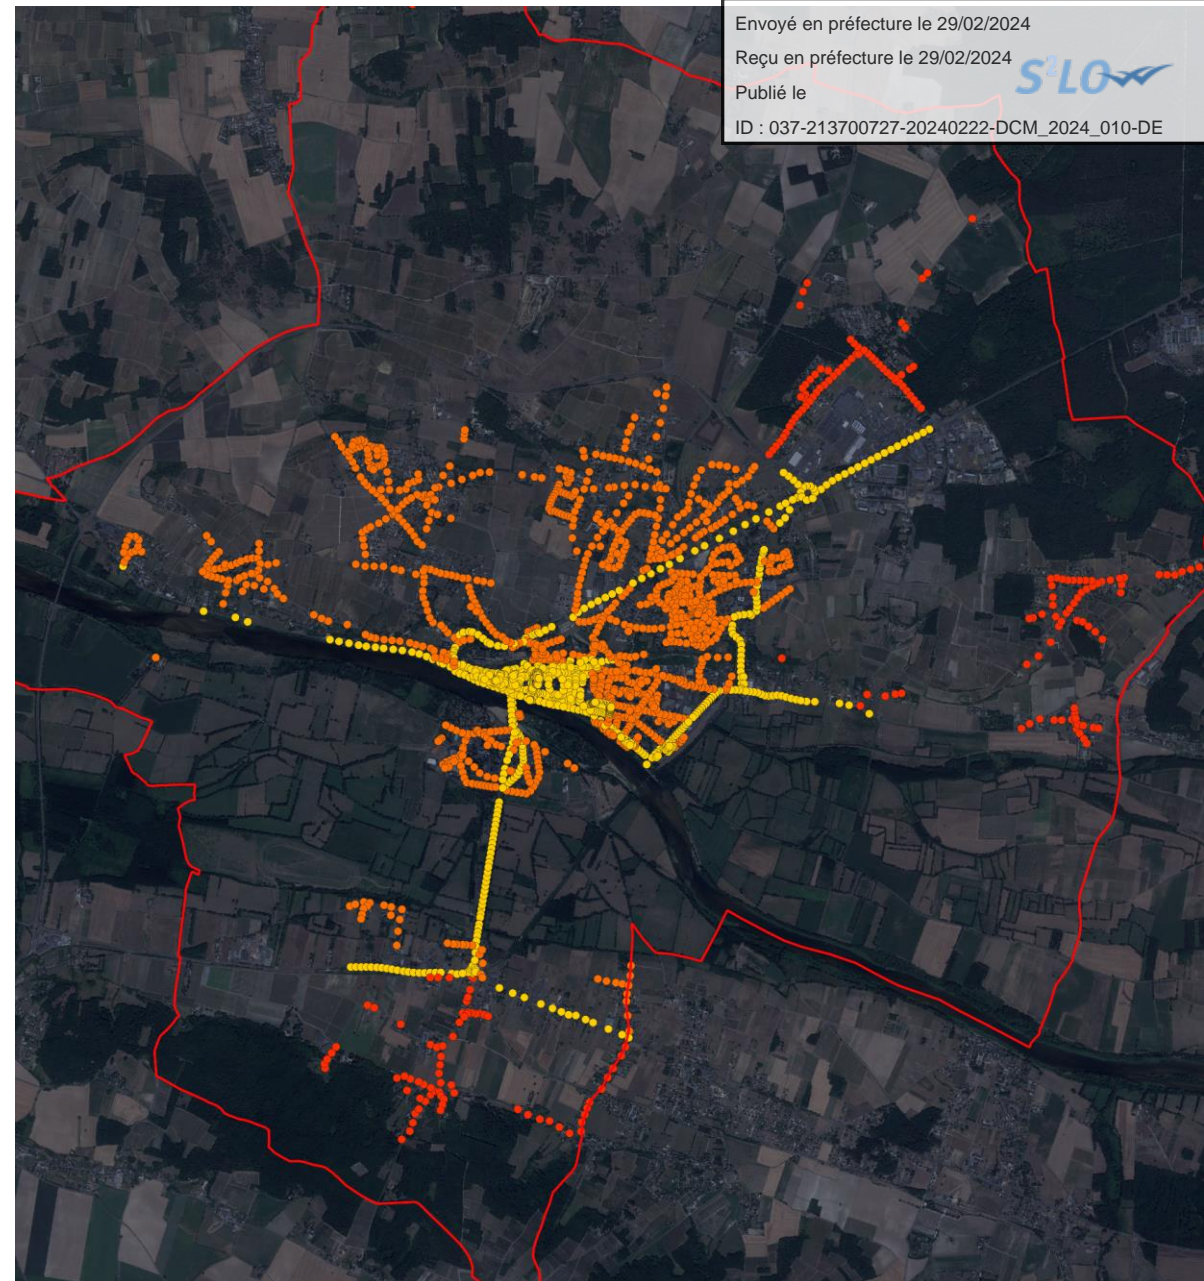 Envoyé en préfecture le 29/02/2024
Reçu en préfecture le 29/02/2024
S²LOW
Publié le
ID : 037-213700727-20240222-DCM_2024_010-DE